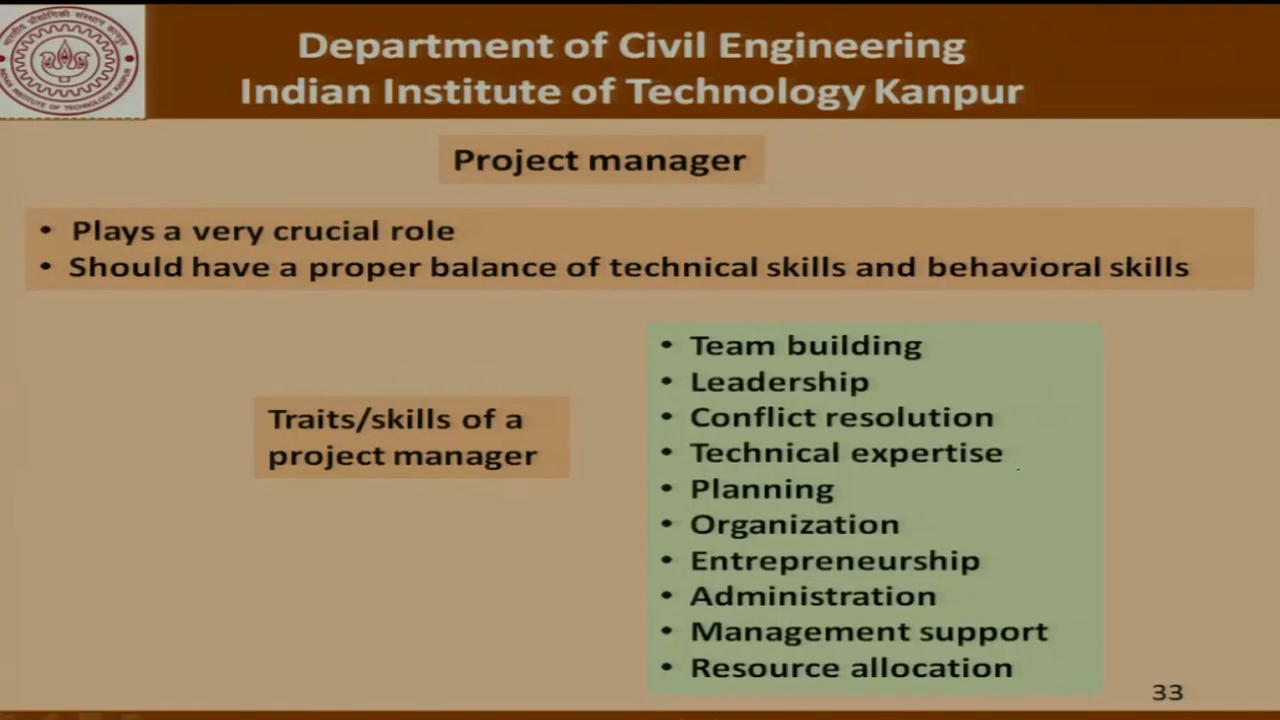 Department of Civil Engineering
Indian Institute of Technology Kanpur
Project manager
• Plays a very crucial role
• Should have a proper balance of technical skills and behavioral skills
Traits/skills of a
project manager
• Team building
• Leadership
• Conflict resolution
• Technical expertise
• Planning
• Organization
• Entrepreneurship
• Administration
• Management support
• Resource allocation
33